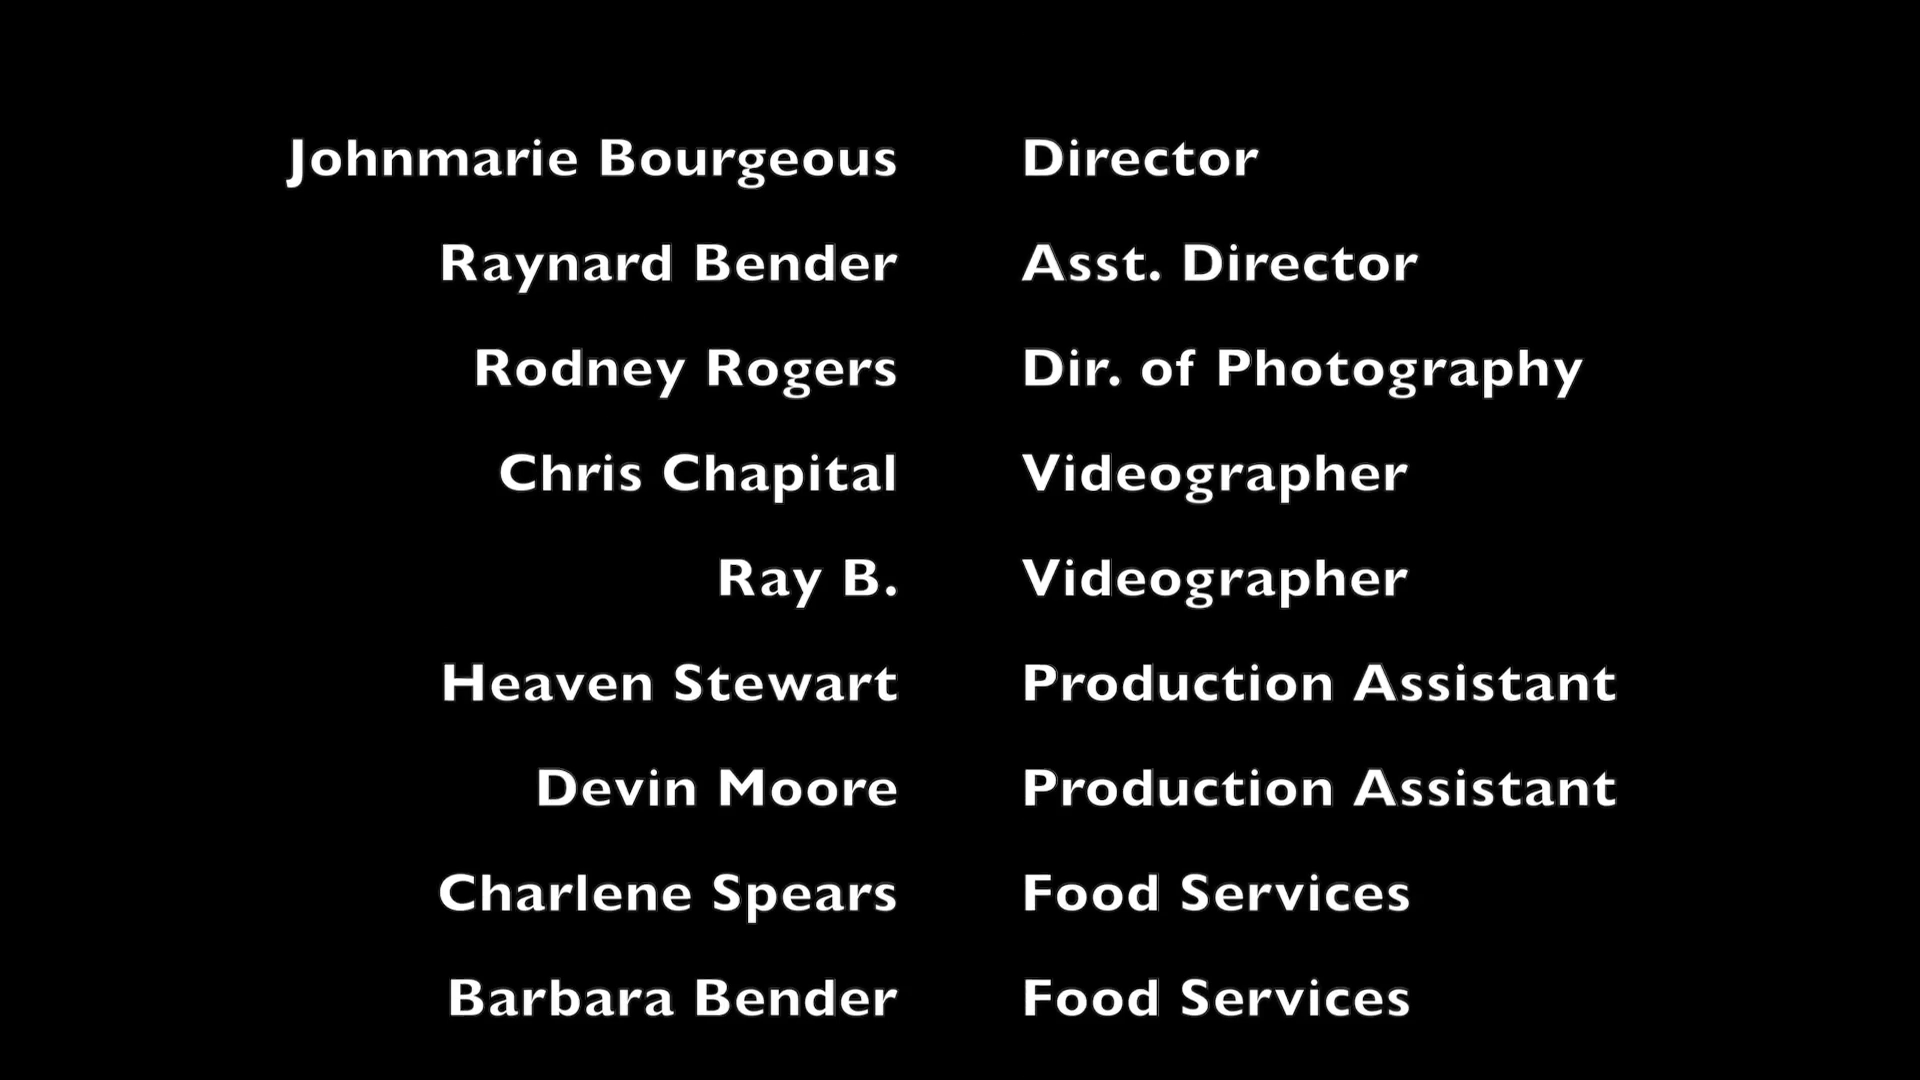 Johnmarie Bourgeous Director
Raynard Bender Asst. Director
Rodney Rogers Dir. of Photography
Chris Chapital Videographer
Ray B. Videographer
Heaven Stewart Production Assistant
Devin Moore Production Assistant
Charlene Spears Food Services
Barbara Bender Food Services